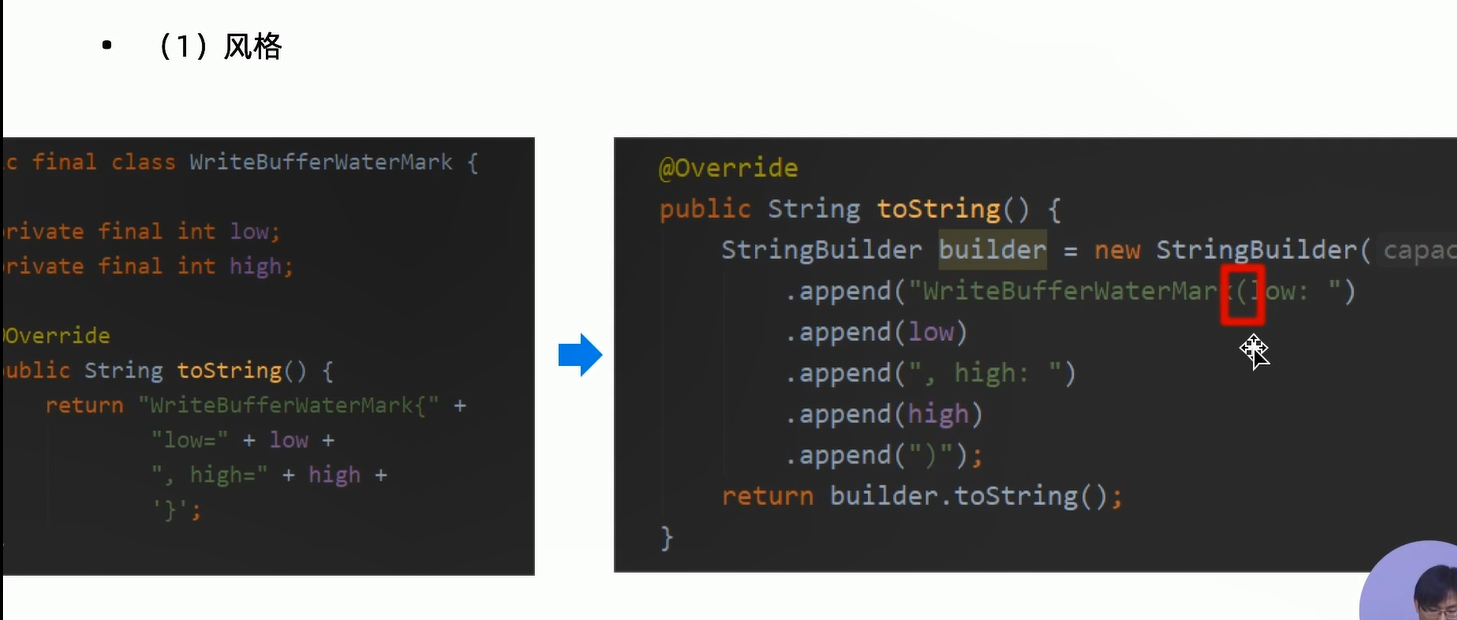 • （1）风格
c final class WriteBufferWaterMark {
rivate final int low;
rivate final int high;
Override
ublic String toString() {
return "WriteBufferWaterMark{" +
"low=" + low +
", high=" + high +
'}';
@Override
public String toString() {
StringBuilder builder = new StringBuilder( capac
.append("WriteBufferWaterMark(low: ")
.append(low)
.append(", high: ")
.append(high)
.append(")");
return builder.toString();
}